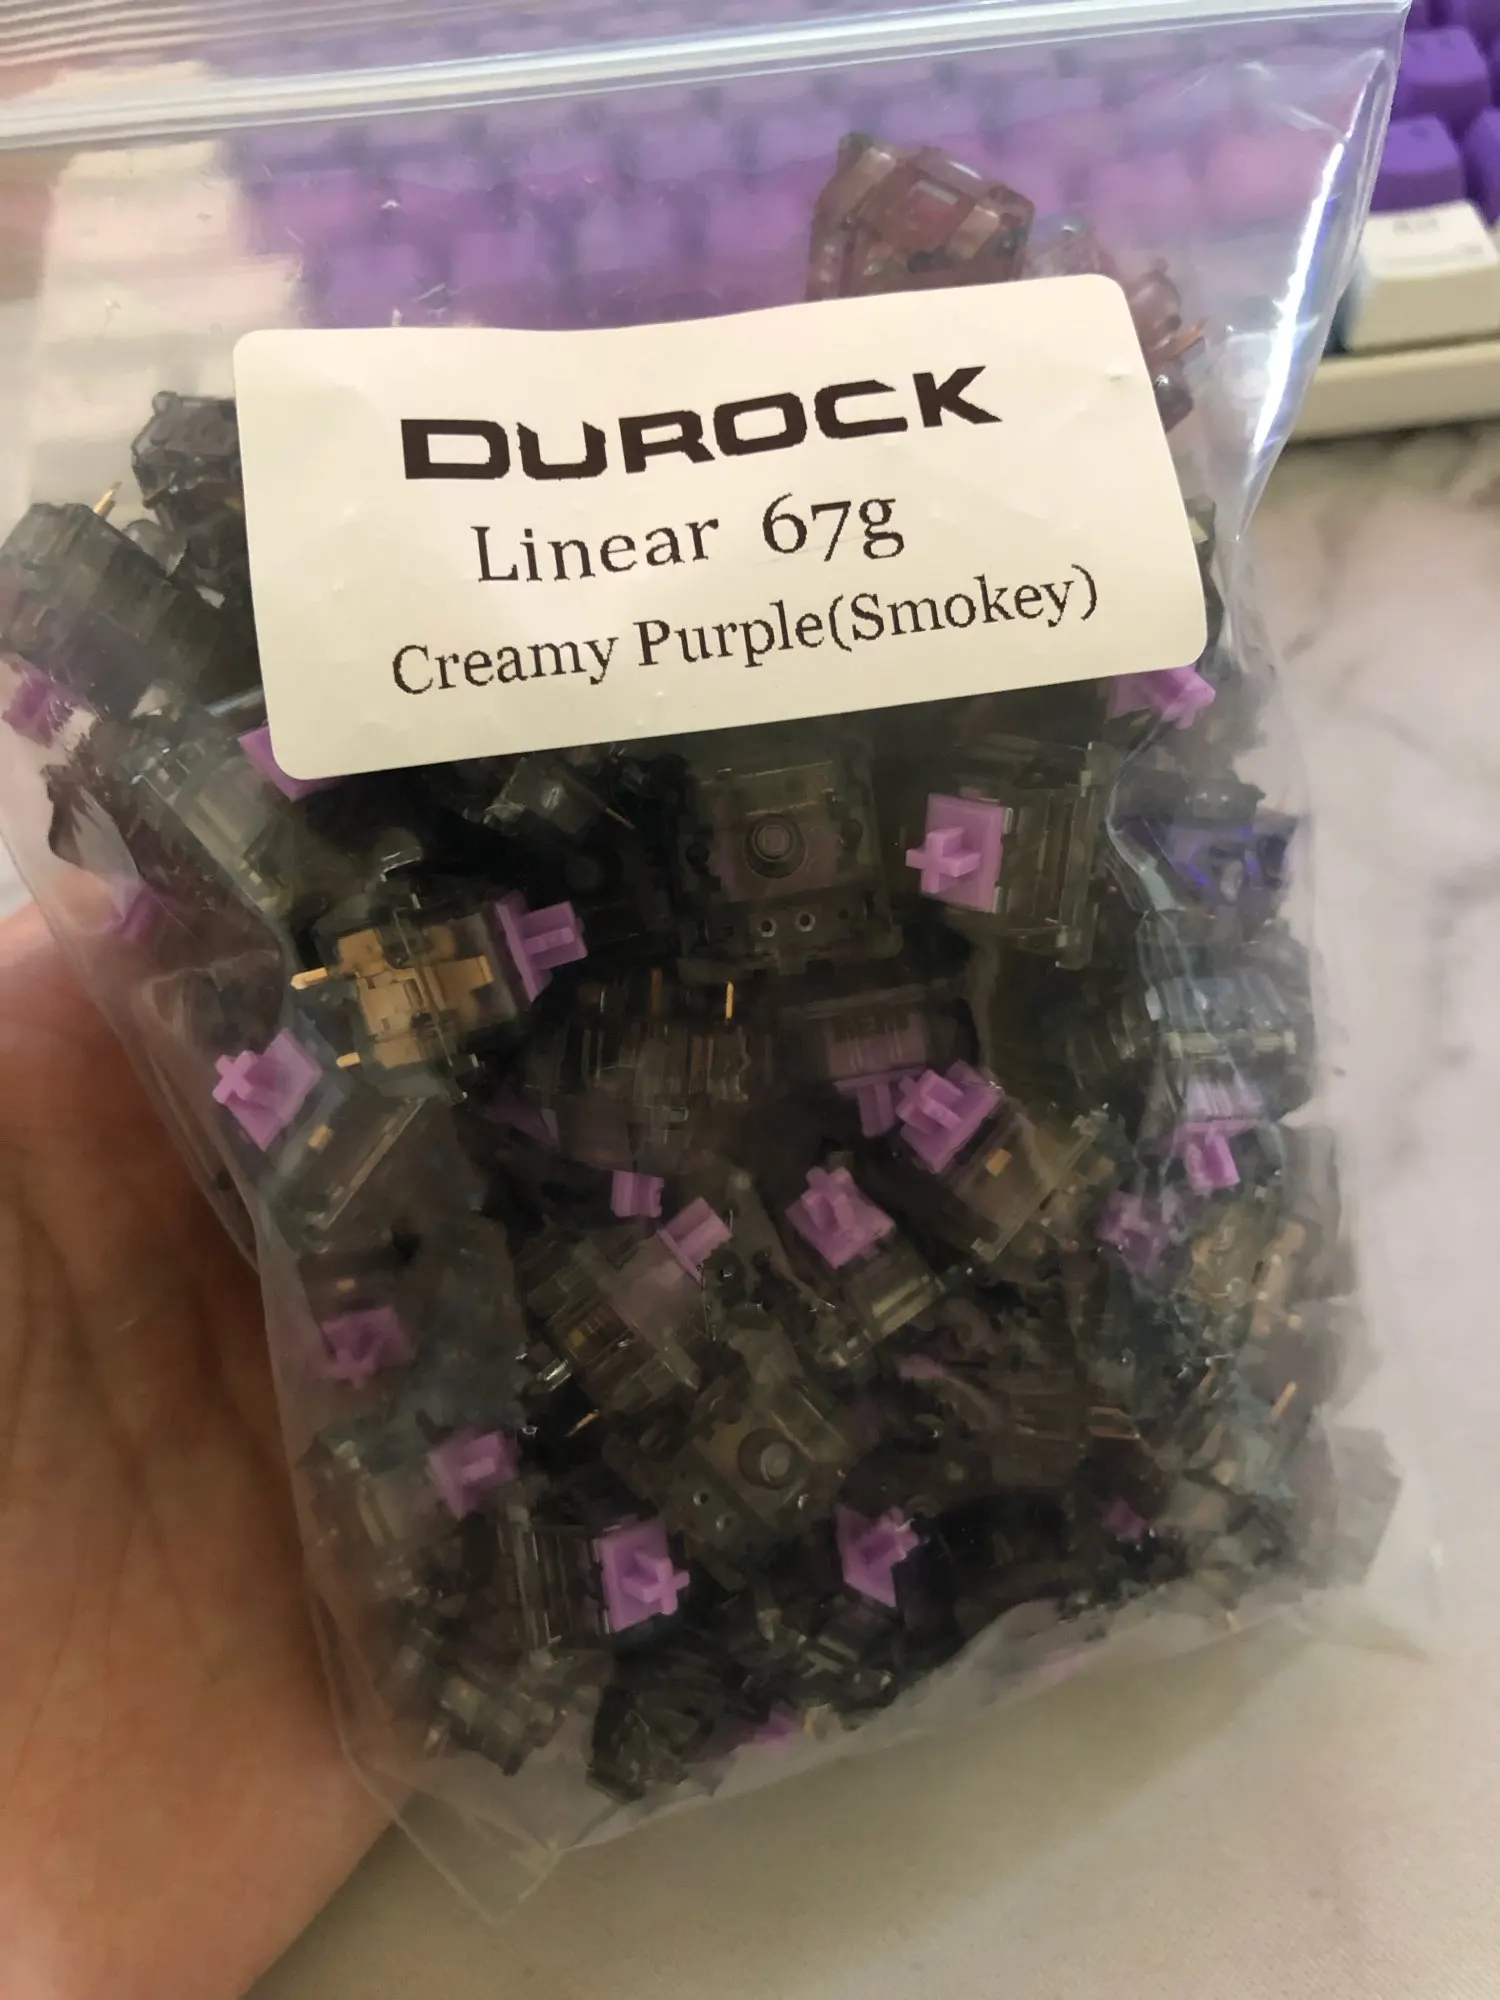 DUROCK
Linear 67g
Creamy Purple(Smokey)